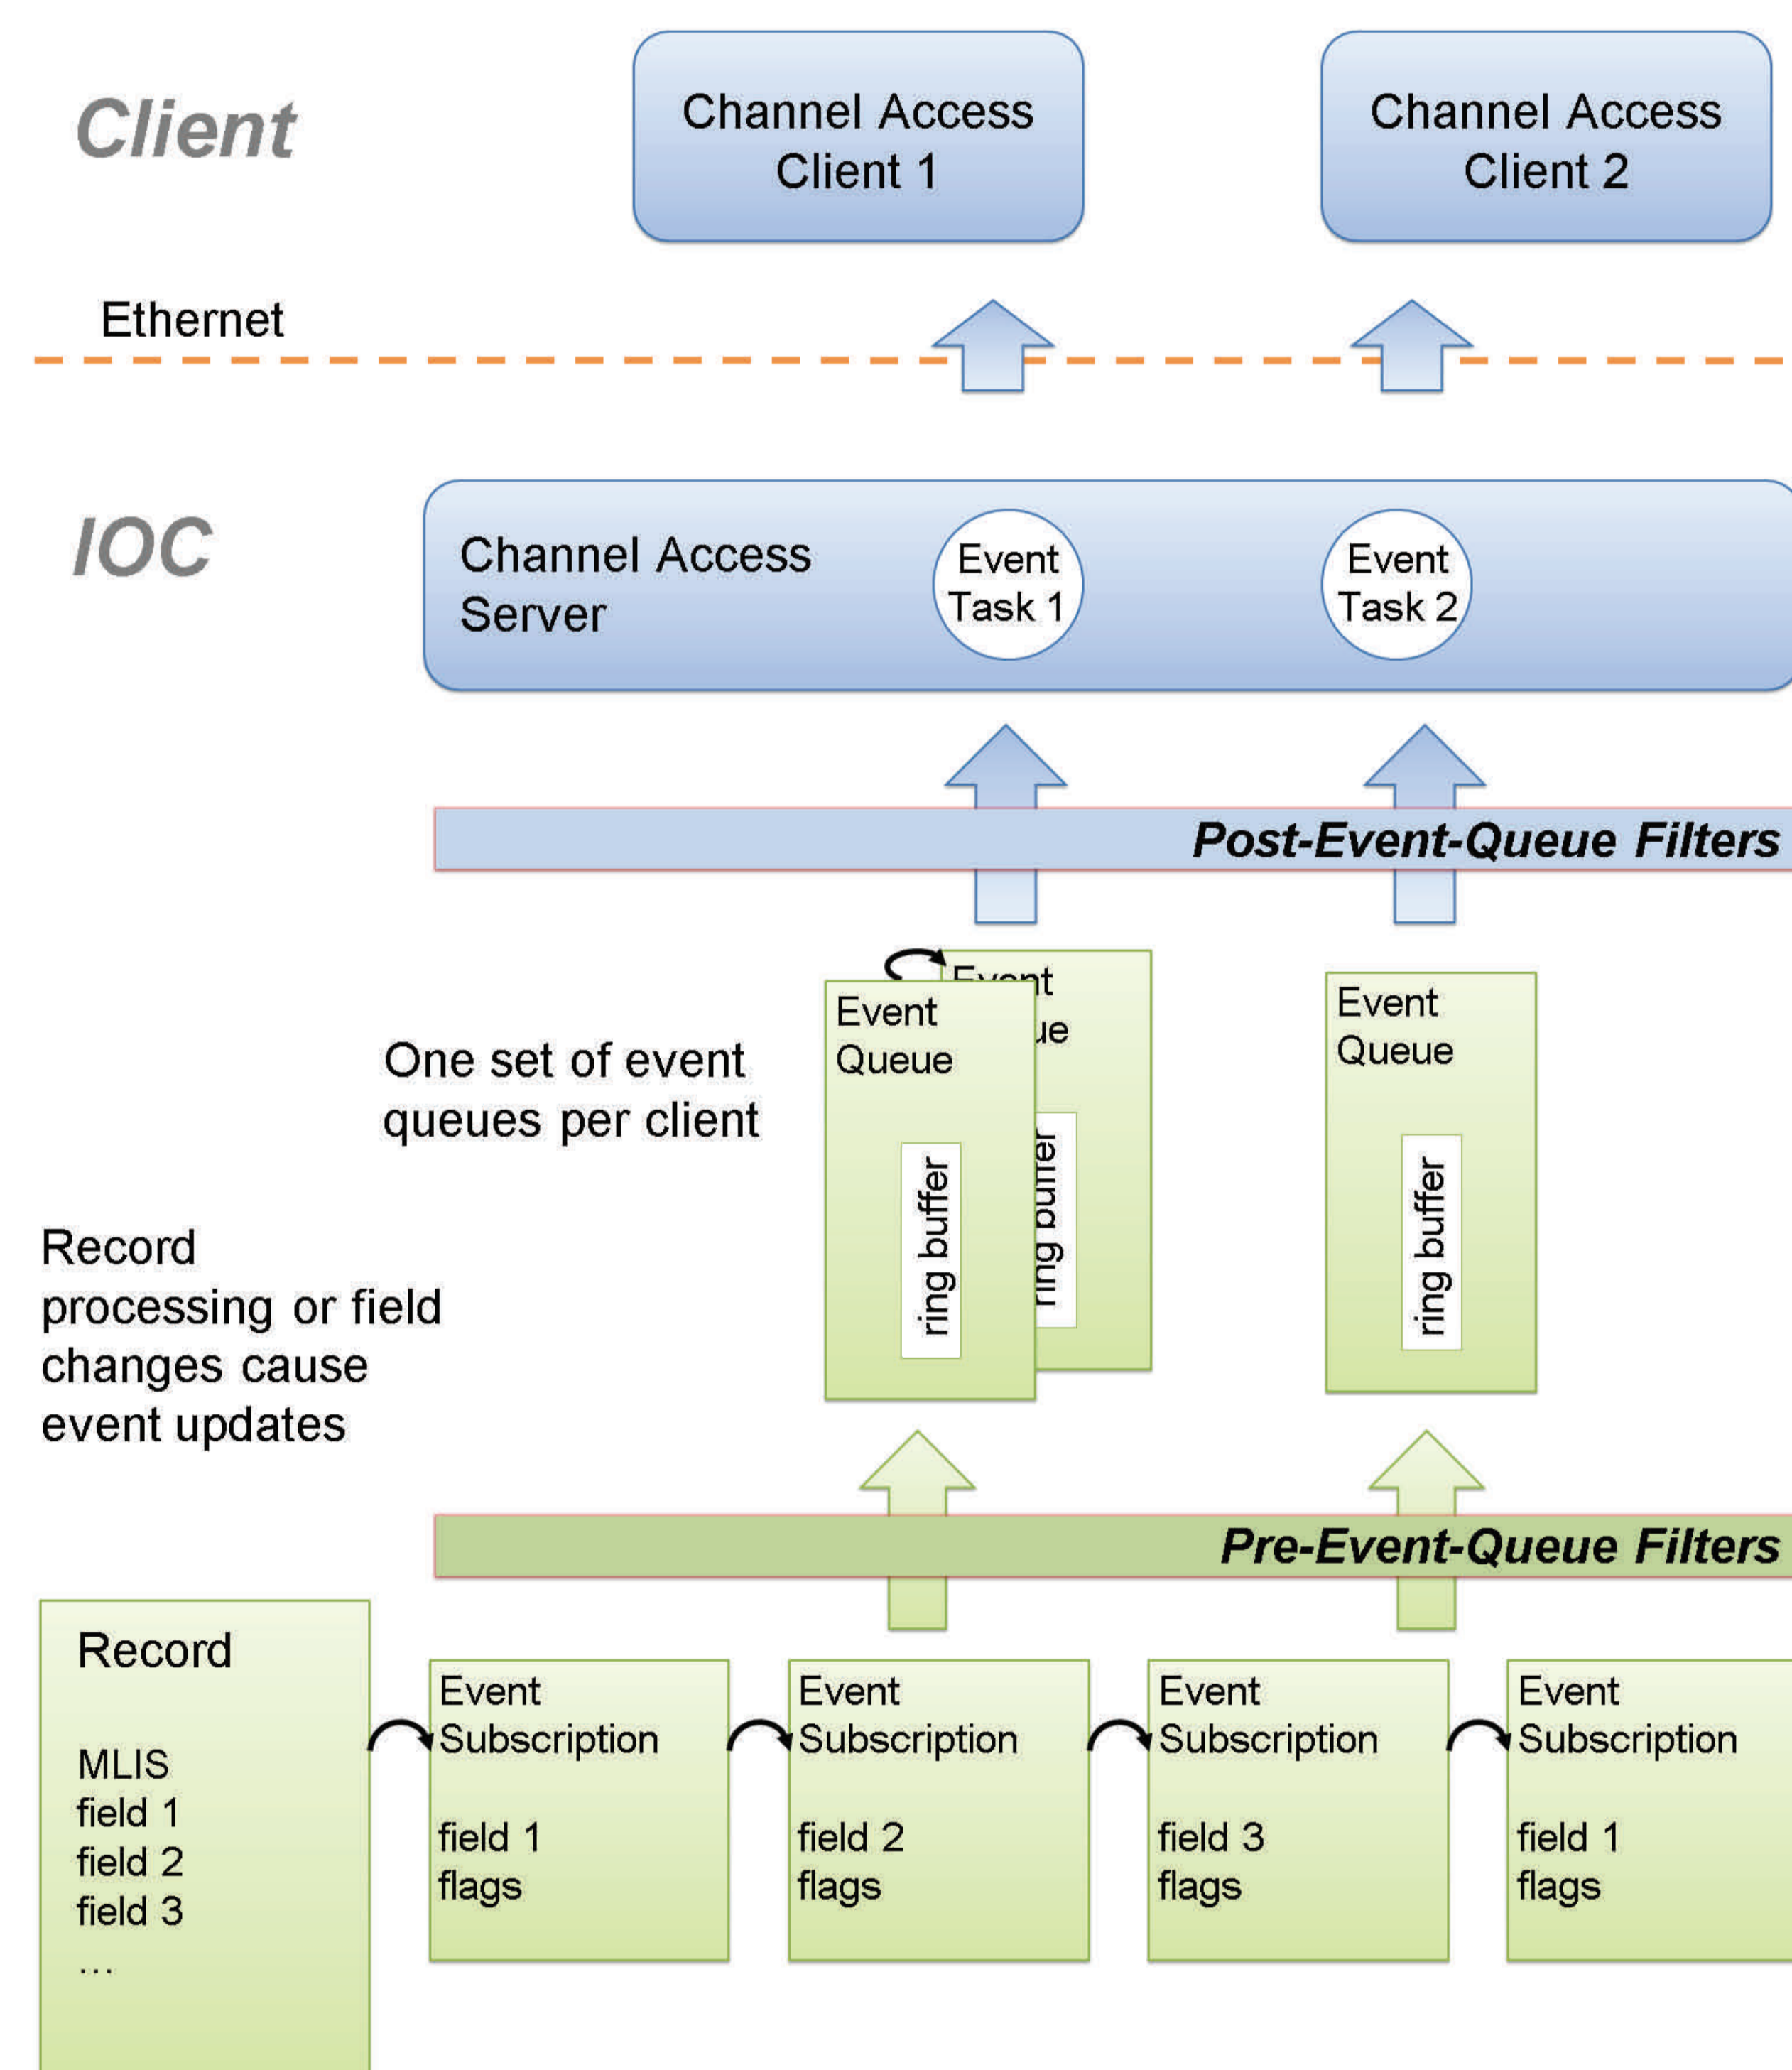 Client
Channel Access
Client 1
Channel Access
Client 2
Ethernet
IOC
Channel Access
Server
Event
Task 1
Event
Task 2
Post-Event-Queue Filters
One set of event
queues per client
Event
Queue
ring buffer
Event
ue
ring buffer
Event
Queue
ring buffer
Record
processing or field
changes cause
event updates
Pre-Event-Queue Filters
Record
MLIS
field 1
field 2
field 3
...
Event
Subscription
field 1
flags
Event
Subscription
field 2
flags
Event
Subscription
field 3
flags
Event
Subscription
field 1
flags